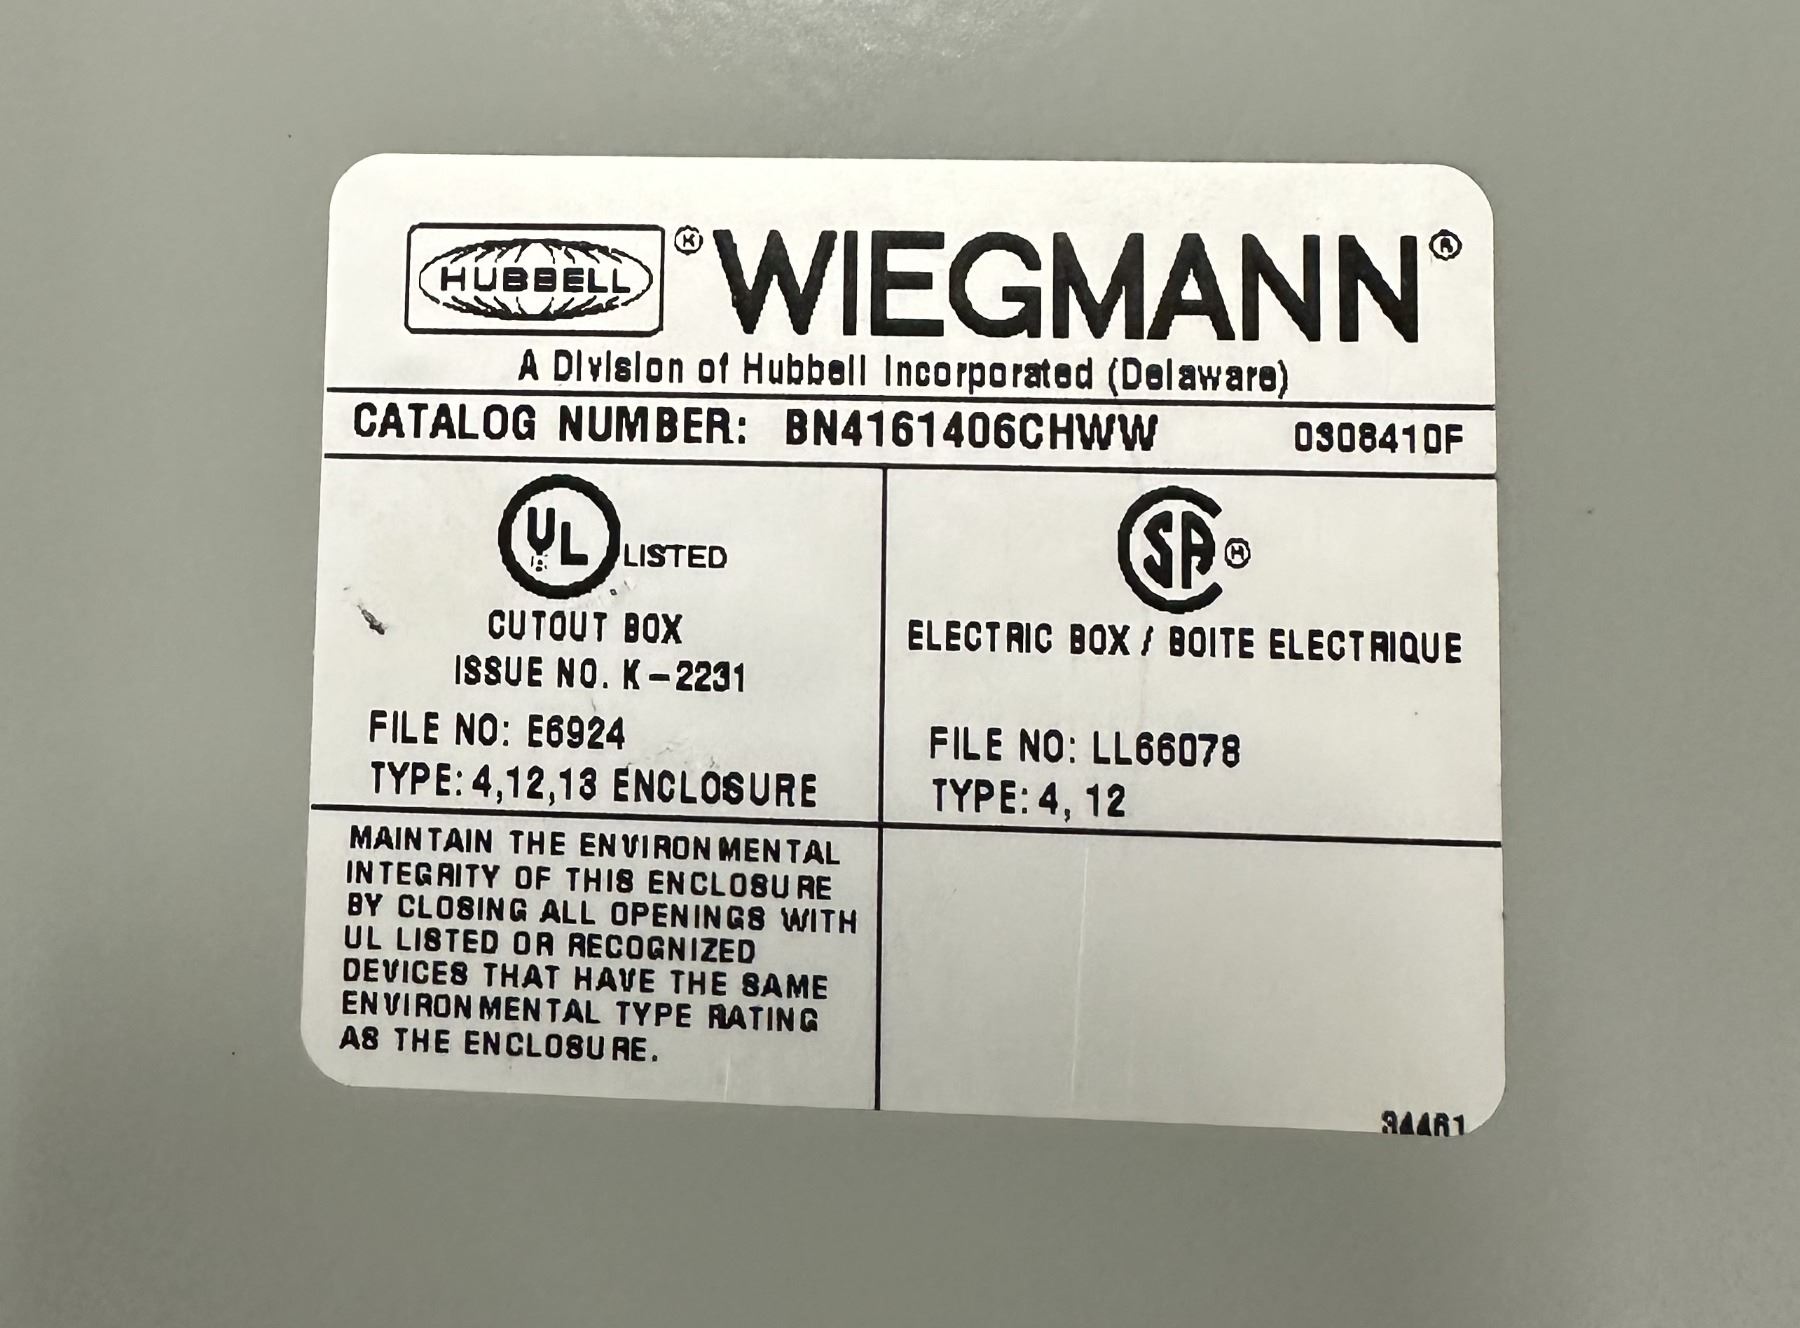 HUBBELL ® WIEGMANN ®
A Division of Hubbell Incorporated (Delaware)
CATALOG NUMBER: BN4161406CHWW 0308410F
UL LISTED
CUTOUT BOX
ISSUE NO. K-2231
FILE NO: E6924
TYPE: 4,12,13 ENCLOSURE
SA ®
ELECTRIC BOX / BOITE ELECTRIQUE
FILE NO: LL66078
TYPE: 4, 12
MAINTAIN THE ENVIRONMENTAL
INTEGRITY OF THIS ENCLOSURE
BY CLOSING ALL OPENINGS WITH
UL LISTED OR RECOGNIZED
DEVICES THAT HAVE THE SAME
ENVIRONMENTAL TYPE RATING
AS THE ENCLOSURE.